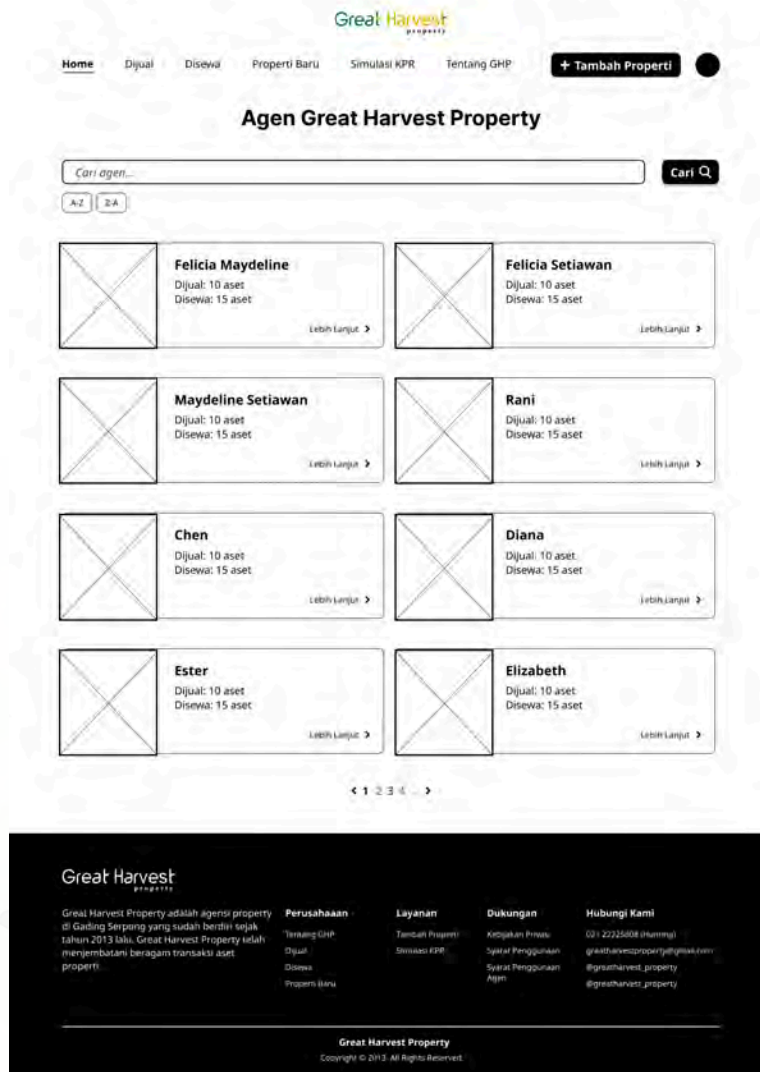 Great Harvest
property
Home Dijual Disewa Properti Baru Simulasi KPR Tentang GHP + Tambah Properti
Agen Great Harvest Property
Cari agen...
Cari
A-Z Z-A
Felicia Maydeline
Dijual: 10 aset
Disewa: 15 aset
Lebih Lanjut
Felicia Setiawan
Dijual: 10 aset
Disewa: 15 aset
Lebih Lanjut
Maydeline Setiawan
Dijual: 10 aset
Disewa: 15 aset
Lebih Lanjut
Rani
Dijual: 10 aset
Disewa: 15 aset
Lebih Lanjut
Chen
Dijual: 10 aset
Disewa: 15 aset
Lebih Lanjut
Diana
Dijual: 10 aset
Disewa: 15 aset
Lebih Lanjut
Ester
Dijual: 10 aset
Disewa: 15 aset
Lebih Lanjut
Elizabeth
Dijual: 10 aset
Disewa: 15 aset
Lebih Lanjut
1 2 3 4 ...
Great Harvest
property
Great Harvest Property adalah agensi property
di Gading Serpong yang sudah berdiri sejak
tahun 2013 lalu. Great Harvest Property telah
menjembatani beragam transaksi aset
properti
Perusahaaan
Tentang GHP
Dijual
Disewa
Properti Baru
Layanan
Tambah Properti
Simulasi KPR
Dukungan
Kebijakan Privasi
Syarat Penggunaan
Syarat Penggunaan
Agen
Hubungi Kami
021 (Hunting)
greatharvestproperty@gmail.com
@greatharvest_property
@greatharvest_property
Great Harvest Property
Copyright © 2013. All Rights Reserved.